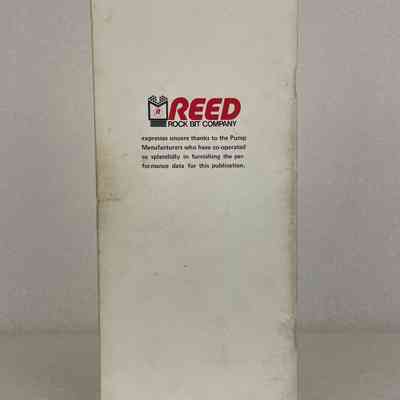 REED
ROCK BIT COMPANY
expresses sincere thanks to the Pump
Manufacturers who have co-operated
so splendidly in furnishing the per-
formance data for this publication.